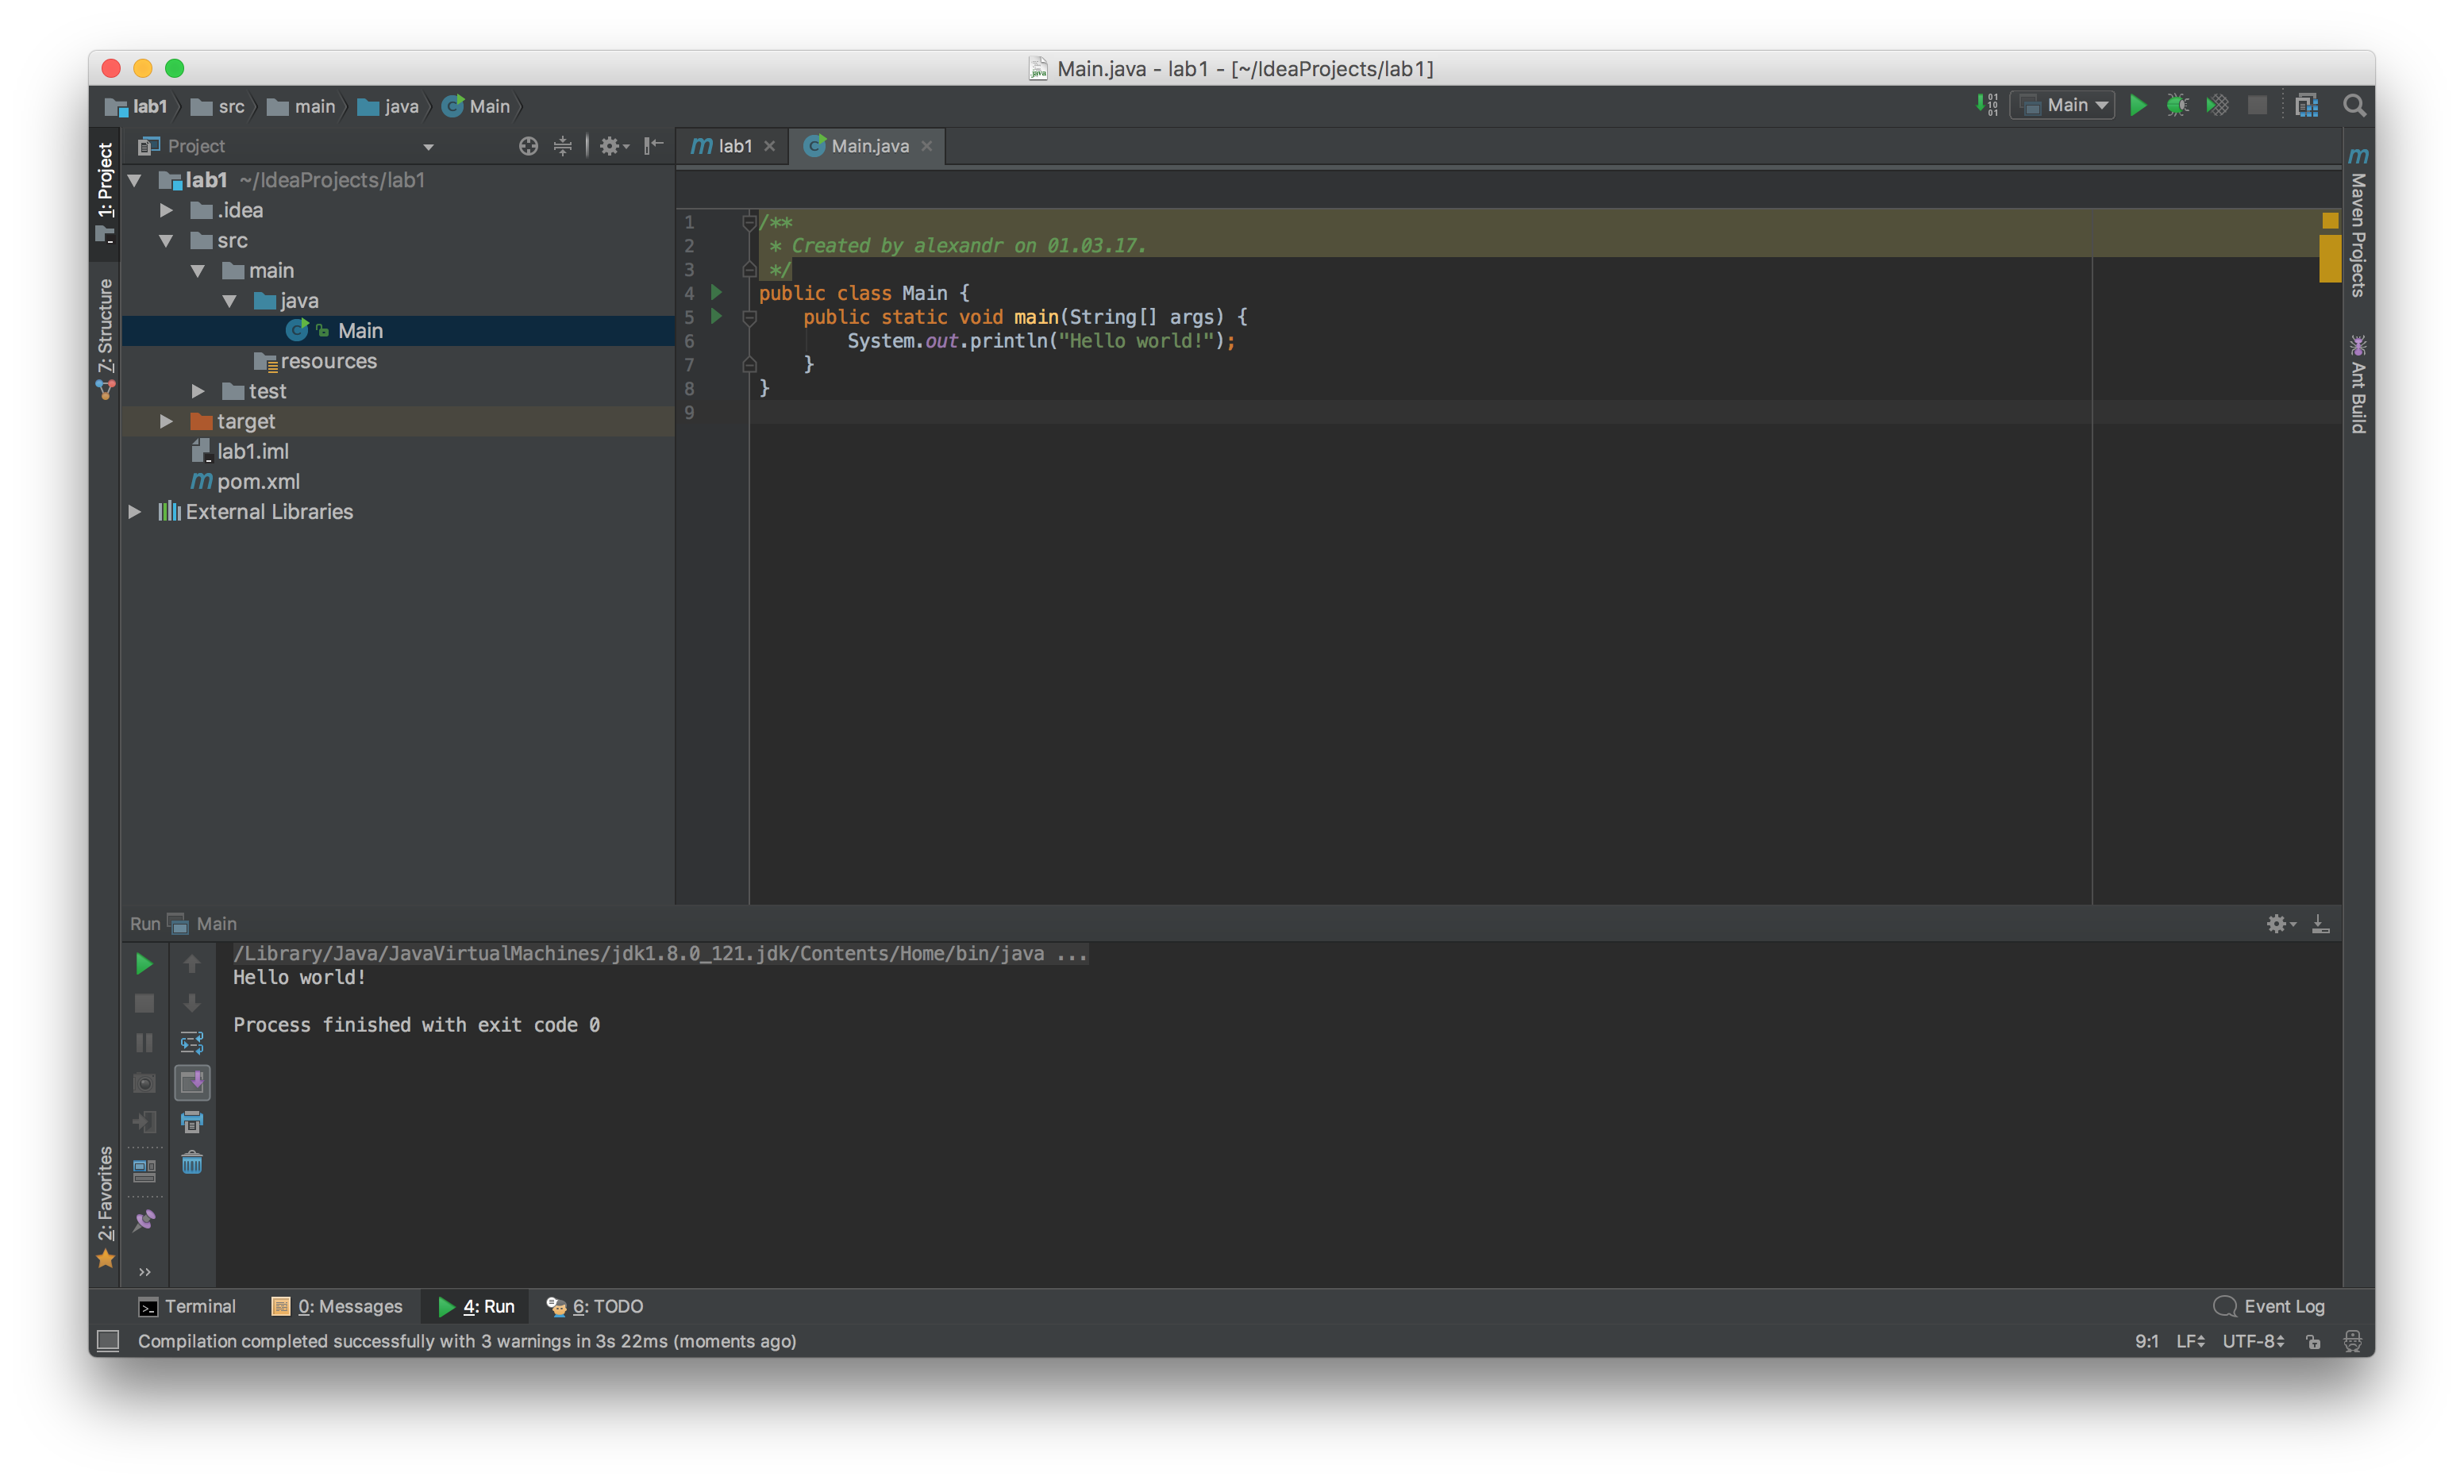 Main.java - lab1 - [~/IdeaProjects/lab1]
lab1 src main java Main
Main
1: Project
Z: Structure
2: Favorites
Project
lab1 ~/IdeaProjects/lab1
.idea
src
main
java
Main
resources
test
target
lab1.iml
pom.xml
External Libraries
lab1 Main.java
1 /**
2 * Created by alexandr on 01.03.17.
3 */
4 public class Main {
5 public static void main(String[] args) {
6 System.out.println("Hello world!");
7 }
8 }
9
Maven Projects
Ant Build
Run Main
/Library/Java/JavaVirtualMachines/jdk1.8.0_121.jdk/Contents/Home/bin/java ...
Hello world!
Process finished with exit code 0
Terminal 0: Messages 4: Run 6: TODO Event Log
Compilation completed successfully with 3 warnings in 3s 22ms (moments ago) 9:1 LF UTF-8